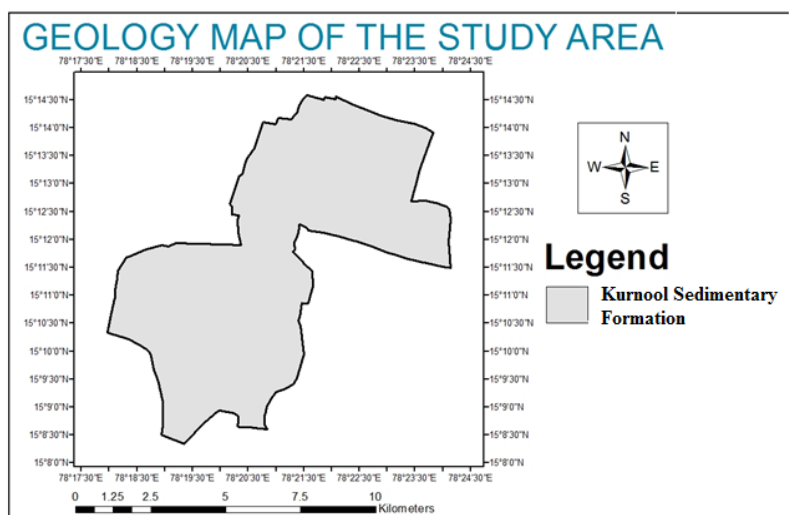 GEOLOGY MAP OF THE STUDY AREA
78°17'30"E 78°18'30"E 78°19'30"E 78°20'30"E 78°21'30"E 78°22'30"E 78°23'30"E 78°24'30"E
15°14'30"N 15°14'30"N
15°14'0"N 15°14'0"N
15°13'30"N 15°13'30"N
15°13'0"N 15°13'0"N
15°12'30"N 15°12'30"N
15°12'0"N 15°12'0"N
15°11'30"N 15°11'30"N
15°11'0"N 15°11'0"N
15°10'30"N 15°10'30"N
15°10'0"N 15°10'0"N
15°9'30"N 15°9'30"N
15°9'0"N 15°9'0"N
15°8'30"N 15°8'30"N
15°8'0"N 15°8'0"N
78°17'30"E 78°18'30"E 78°19'30"E 78°20'30"E 78°21'30"E 78°22'30"E 78°23'30"E 78°24'30"E
0 1.25 2.5 5 7.5 10
Kilometers
N
W E
S
Legend
Kurnool Sedimentary
Formation